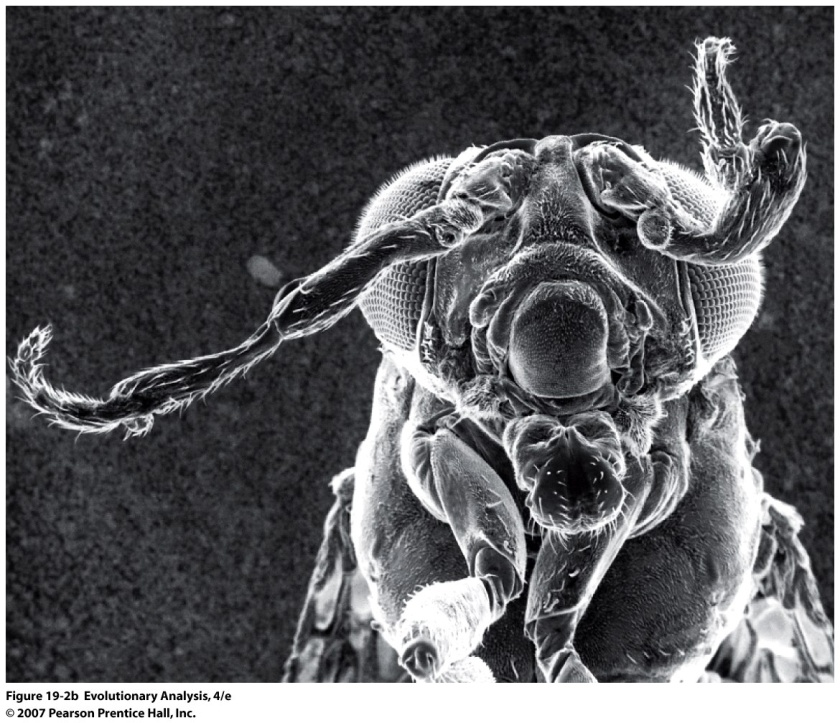 Figure 19-2b Evolutionary Analysis, 4/e
© 2007 Pearson Prentice Hall, Inc.